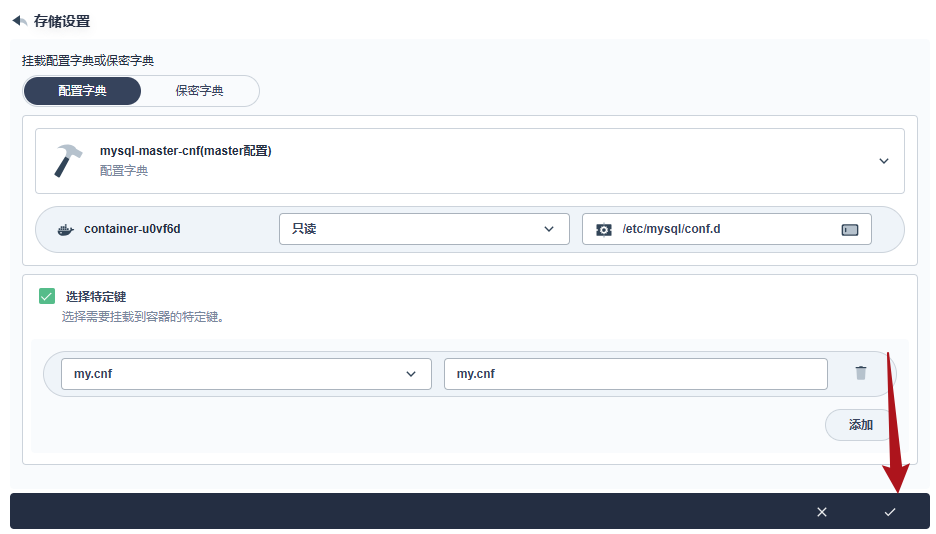 存储设置
挂载配置字典或保密字典
配置字典 保密字典
mysql-master-cnf(master配置)
配置字典
container-u0vf6d 只读 /etc/mysql/conf.d
选择特定键
选择需要挂载到容器的特定键。
my.cnf my.cnf
添加